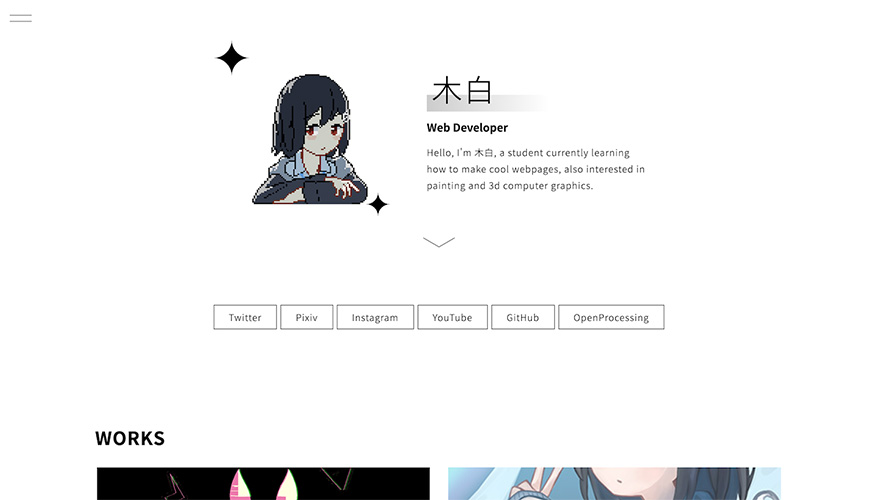 木白
Web Developer
Hello, I'm 木白, a student currently learning
how to make cool webpages, also interested in
painting and 3d computer graphics.
Twitter
Pixiv
Instagram
YouTube
GitHub
OpenProcessing
WORKS